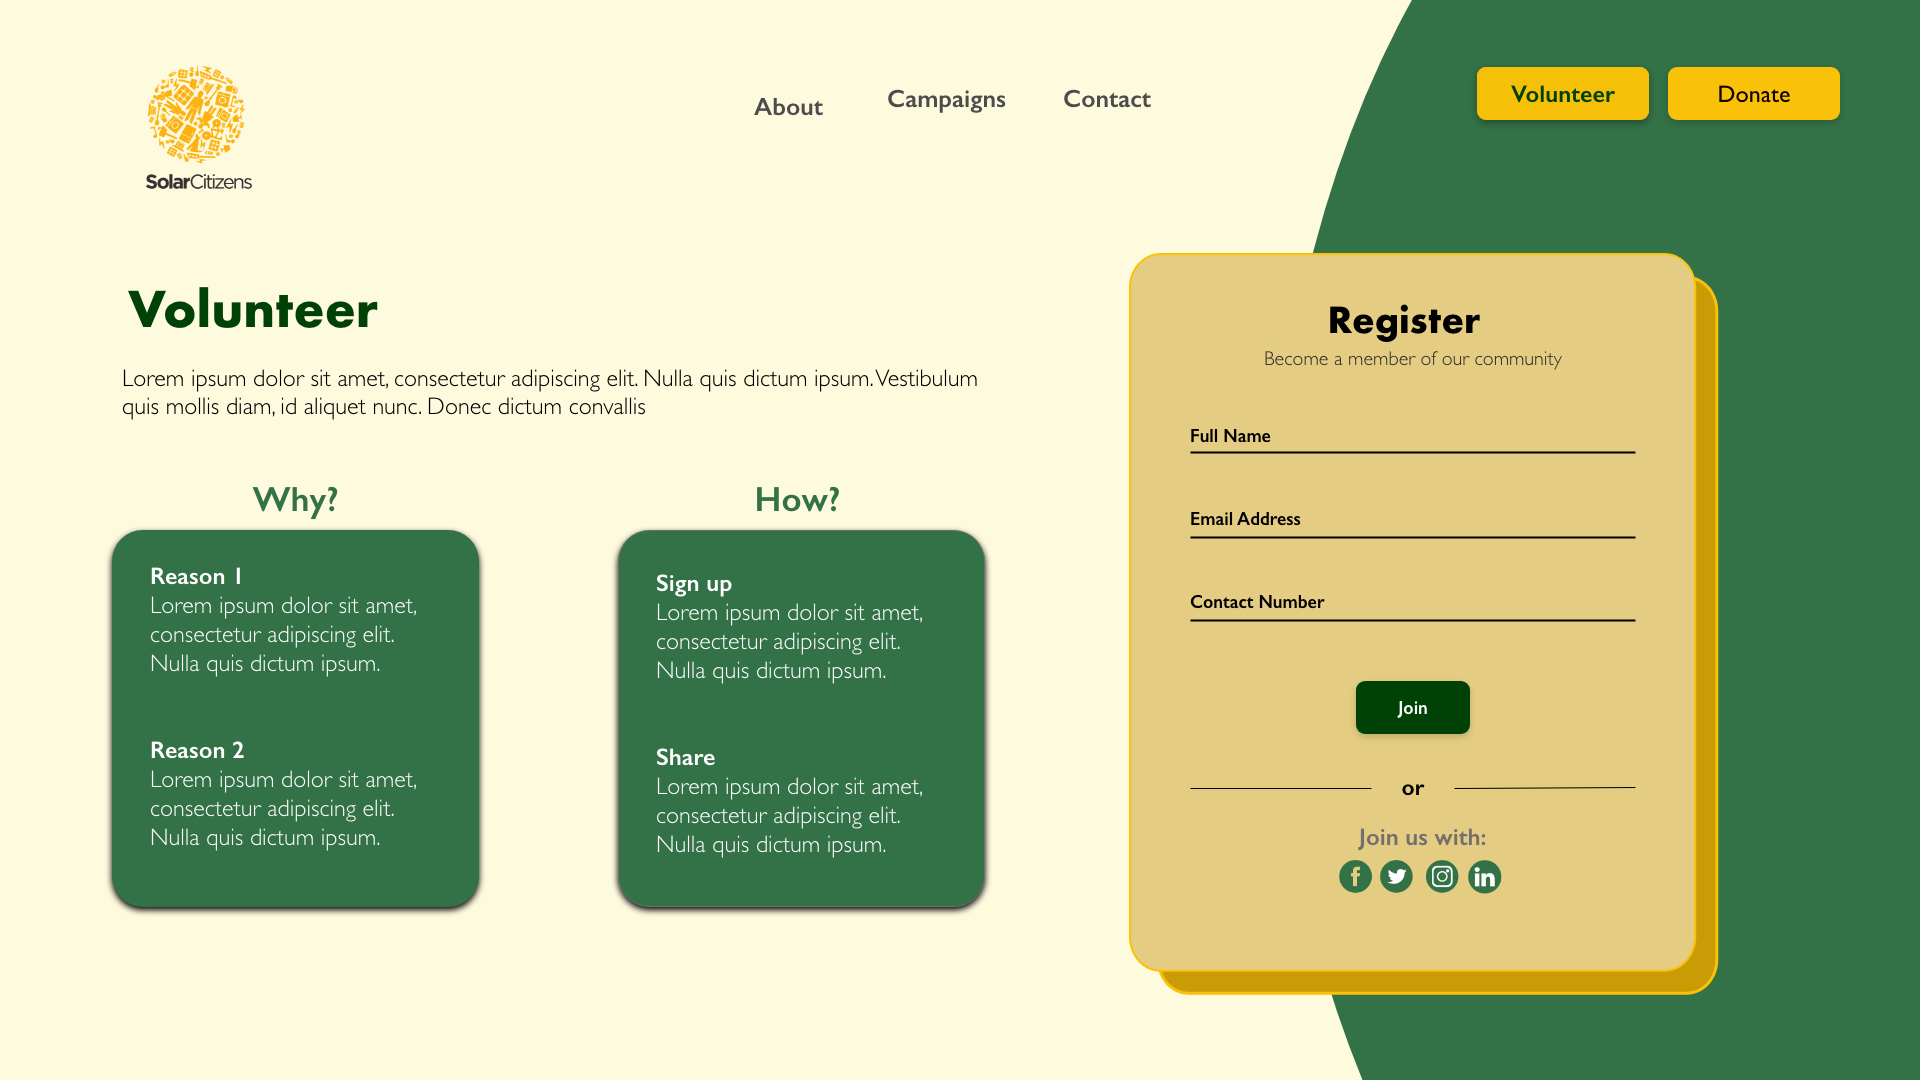 SolarCitizens
About
Campaigns
Contact
Volunteer
Donate
Volunteer
Lorem ipsum dolor sit amet, consectetur adipiscing elit. Nulla quis dictum ipsum. Vestibulum
quis mollis diam, id aliquet nunc. Donec dictum convallis
Why?
Reason 1
Lorem ipsum dolor sit amet,
consectetur adipiscing elit.
Nulla quis dictum ipsum.
Reason 2
Lorem ipsum dolor sit amet,
consectetur adipiscing elit.
Nulla quis dictum ipsum.
How?
Sign up
Lorem ipsum dolor sit amet,
consectetur adipiscing elit.
Nulla quis dictum ipsum.
Share
Lorem ipsum dolor sit amet,
consectetur adipiscing elit.
Nulla quis dictum ipsum.
Register
Become a member of our community
Full Name
Email Address
Contact Number
Join
or
Join us with: